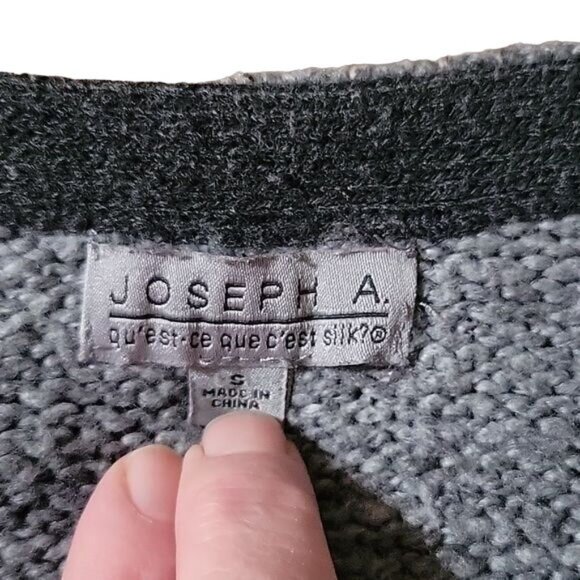 JOSEPH A.
qu'est-ce que c'est silk?®
S
MADE IN
CHINA